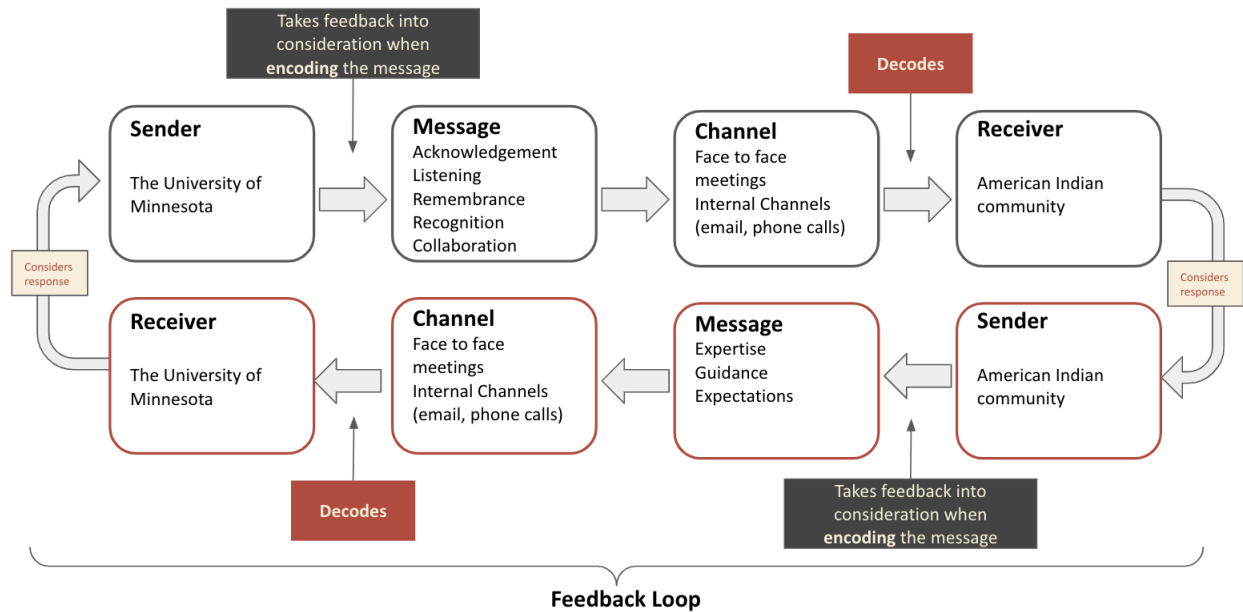 Takes feedback into
consideration when
encoding the message
Decodes
Sender
The University of
Minnesota
Message
Acknowledgement
Listening
Remembrance
Recognition
Collaboration
Channel
Face to face
meetings
Internal Channels
(email, phone calls)
Receiver
American Indian
community
Considers
response
Considers
response
Receiver
The University of
Minnesota
Channel
Face to face
meetings
Internal Channels
(email, phone calls)
Message
Expertise
Guidance
Expectations
Sender
American Indian
community
Decodes
Takes feedback into
consideration when
encoding the message
Feedback Loop